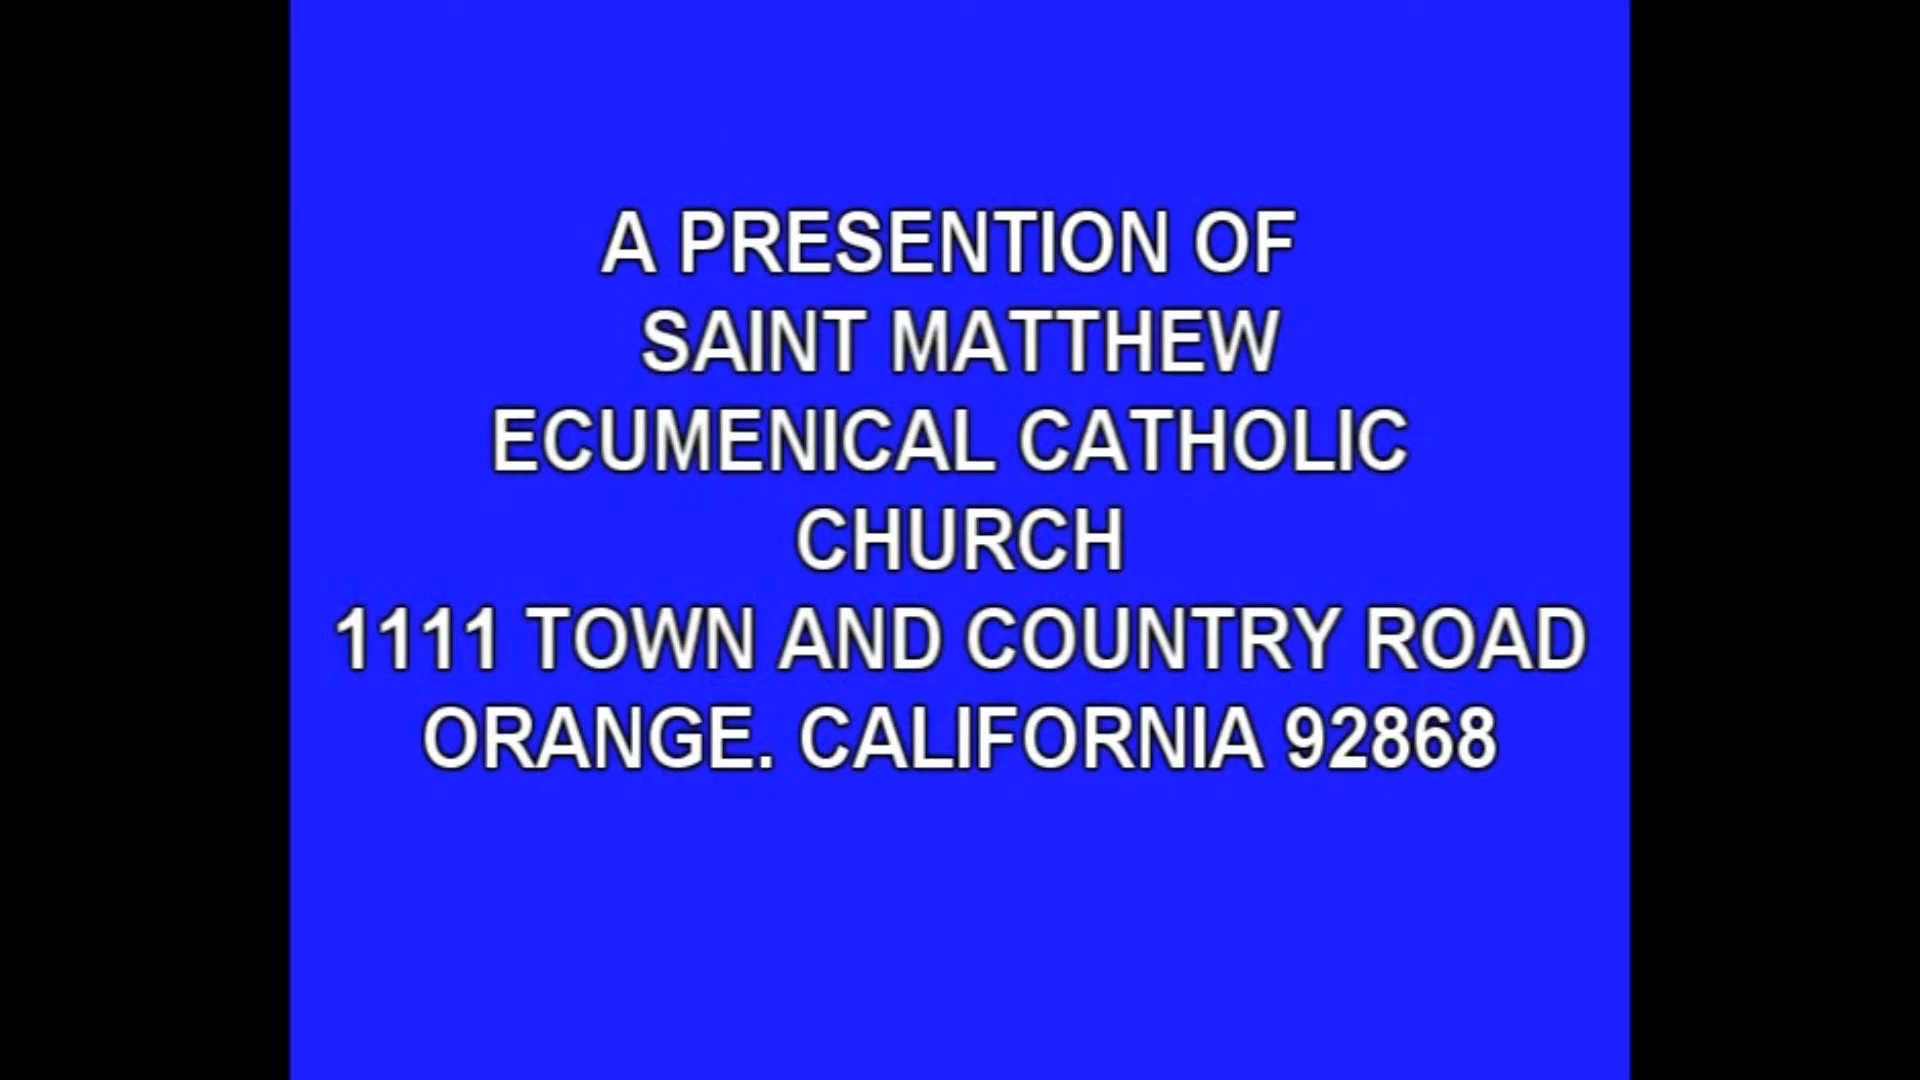 A PRESENTION OF
SAINT MATTHEW
ECUMENICAL CATHOLIC
CHURCH
1111 TOWN AND COUNTRY ROAD
ORANGE. CALIFORNIA 92868